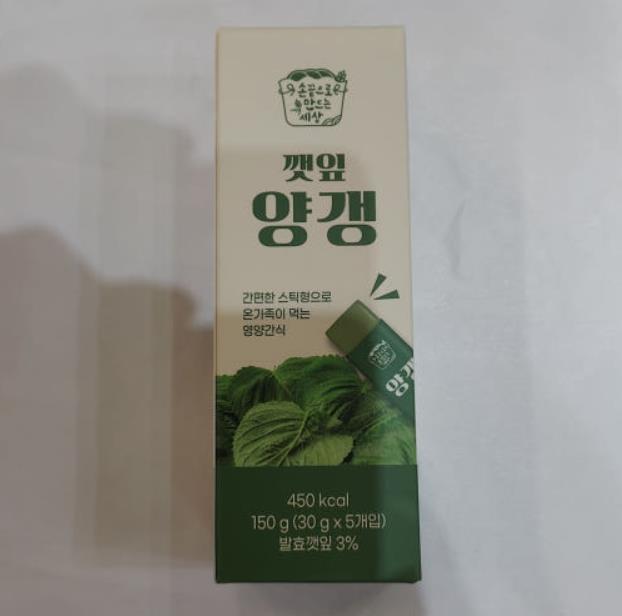 손끝으로
만드는
세상
깻잎
양갱
간편한 스틱형으로
온가족이 먹는
영양간식
양갱
450 kcal
150 g (30 g x 5개입)
발효깻잎 3%